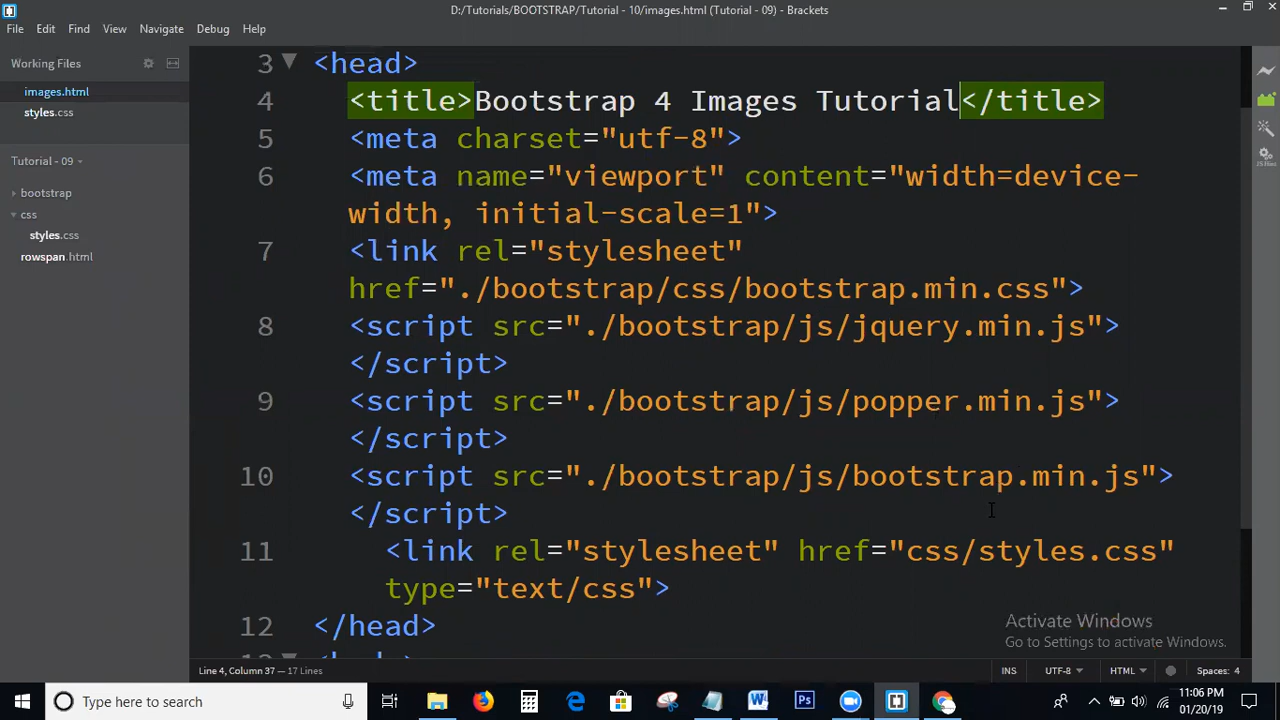 D:/Tutorials/BOOTSTRAP/Tutorial - 10/images.html (Tutorial - 09) - Brackets
File Edit Find View Navigate Debug Help
Working Files
images.html
styles.css
Tutorial - 09
bootstrap
css
styles.css
rowspan.html
3 <head>
4 <title>Bootstrap 4 Images Tutorial</title>
5 <meta charset="utf-8">
6 <meta name="viewport" content="width=device-
width, initial-scale=1">
7 <link rel="stylesheet"
href="./bootstrap/css/bootstrap.min.css">
8 <script src="./bootstrap/js/jquery.min.js">
</script>
9 <script src="./bootstrap/js/popper.min.js">
</script>
10 <script src="./bootstrap/js/bootstrap.min.js">
</script>
11 <link rel="stylesheet" href="css/styles.css"
type="text/css">
12 </head>
Activate Windows
Go to Settings to activate Windows.
Line 4, Column 37 — 17 Lines
INS UTF-8 HTML Spaces: 4
Type here to search
11:06 PM
01/20/19